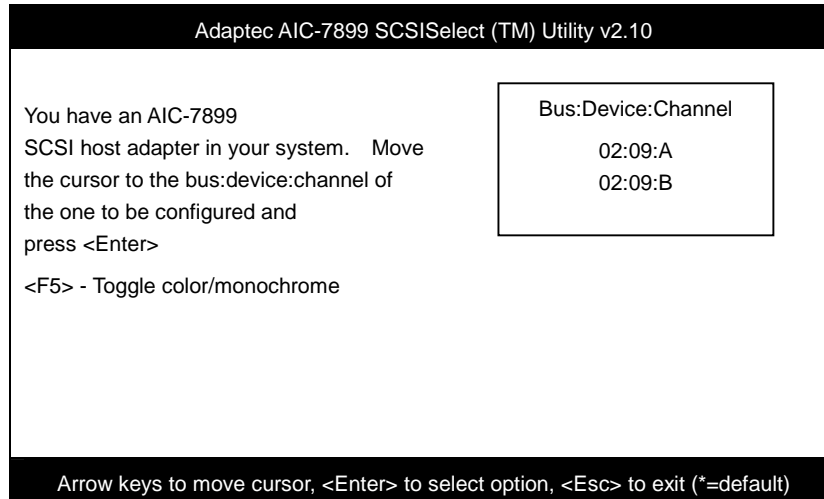 Adaptec AIC-7899 SCSISelect (TM) Utility v2.10
You have an AIC-7899
SCSI host adapter in your system. Move
the cursor to the bus:device:channel of
the one to be configured and
press <Enter>
<F5> - Toggle color/monochrome
Bus:Device:Channel
02:09:A
02:09:B
Arrow keys to move cursor, <Enter> to select option, <Esc> to exit (*=default)